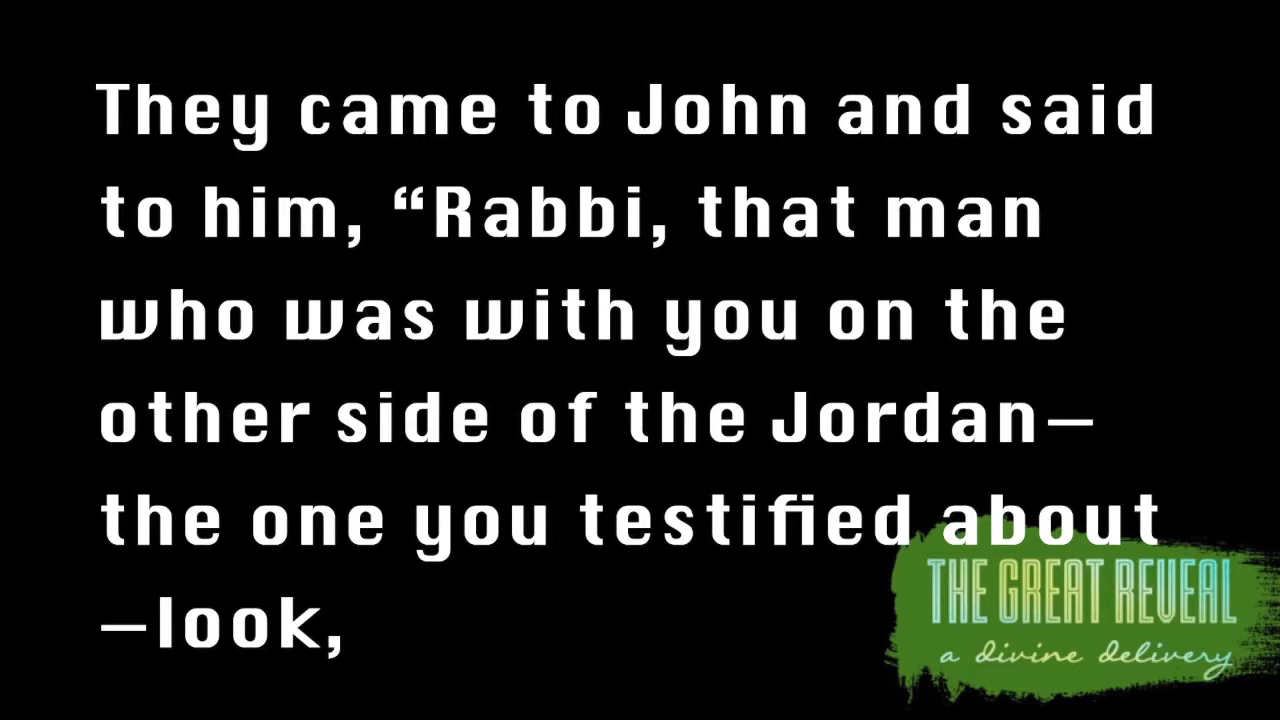 They came to John and said
to him, “Rabbi, that man
who was with you on the
other side of the Jordan—
the one you testified about
—look,
THE GREAT REVEAL
a divine delivery